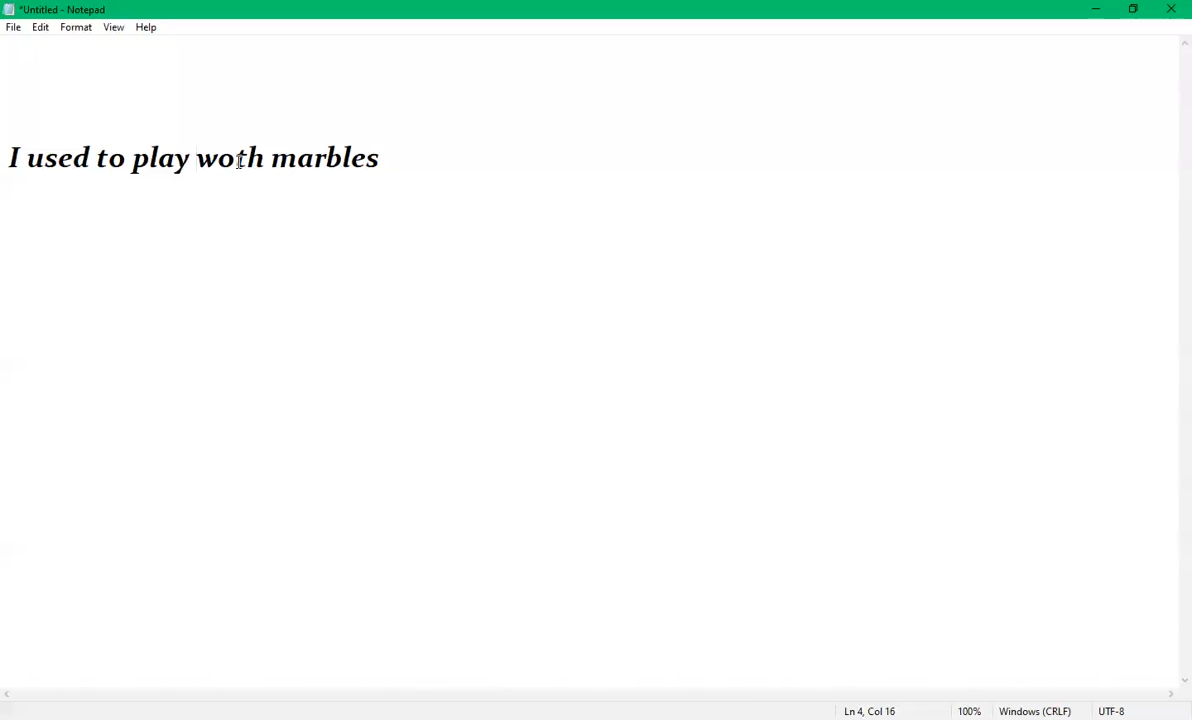 *Untitled - Notepad
File Edit Format View Help
I used to play woth marbles
Ln 4, Col 16 100% Windows (CRLF) UTF-8